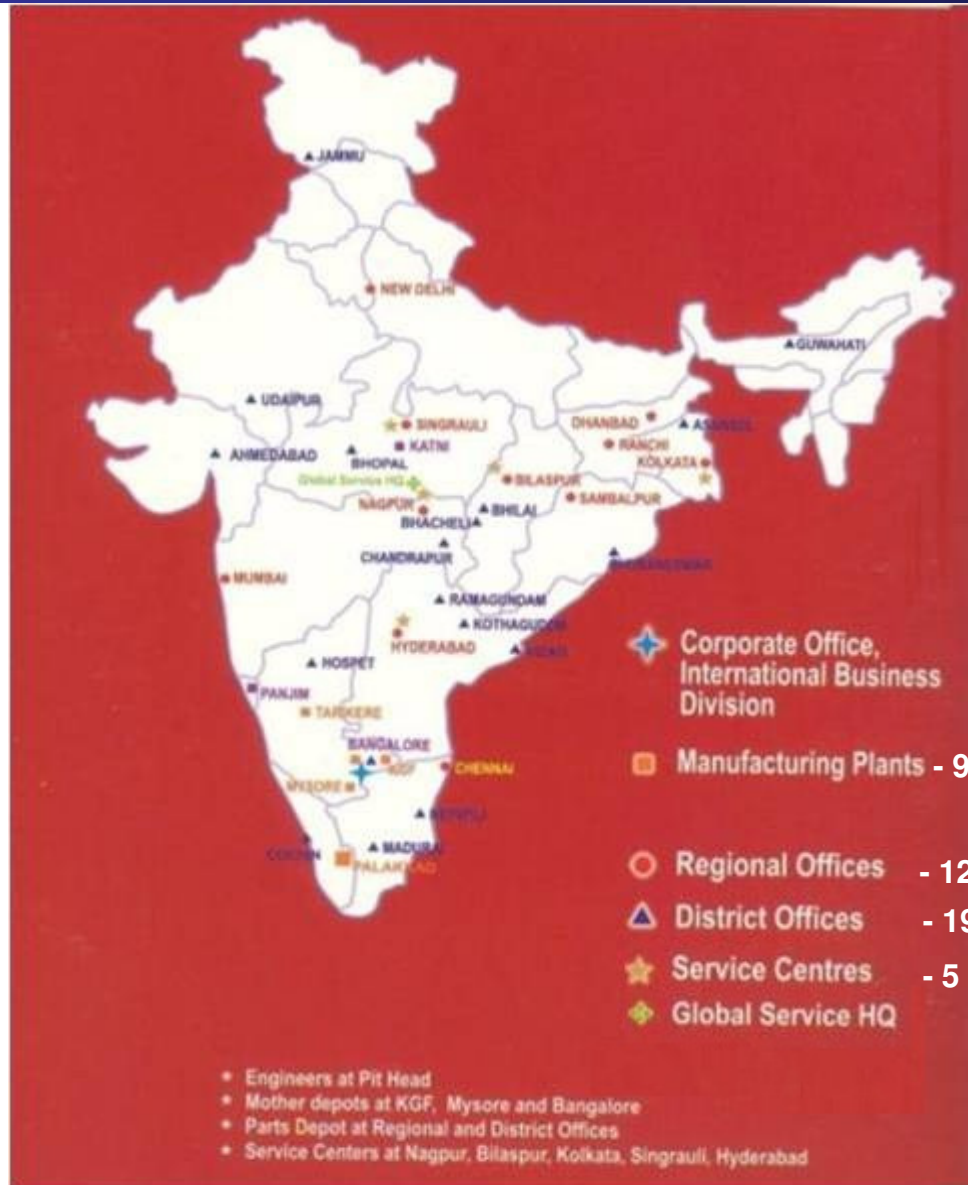 JAMMU
NEW DELHI
GUWAHATI
UDAIPUR
SINGRAULI
DHANBAD
ASANSOL
KATNI
RANCHI
AHMEDABAD
BHOPAL
KOLKATA
Global Service HQ
BILASPUR
NAGPUR
SAMBALPUR
BHILAI
BHACHELI
CHANDRAPUR
MUMBAI
RAMAGUNDAM
KOTHAGUDEM
HYDERABAD
HOSPET
PANJIM
TARIKERE
BANGALORE
KGF
CHENNAI
MYSORE
MADURAI
PALAKKAD
Corporate Office,
International Business
Division
Manufacturing Plants - 9
Regional Offices - 12
District Offices - 19
Service Centres - 5
Global Service HQ
* Engineers at Pit Head
* Mother depots at KGF, Mysore and Bangalore
* Parts Depot at Regional and District Offices
* Service Centers at Nagpur, Bilaspur, Kolkata, Singrauli, Hyderabad